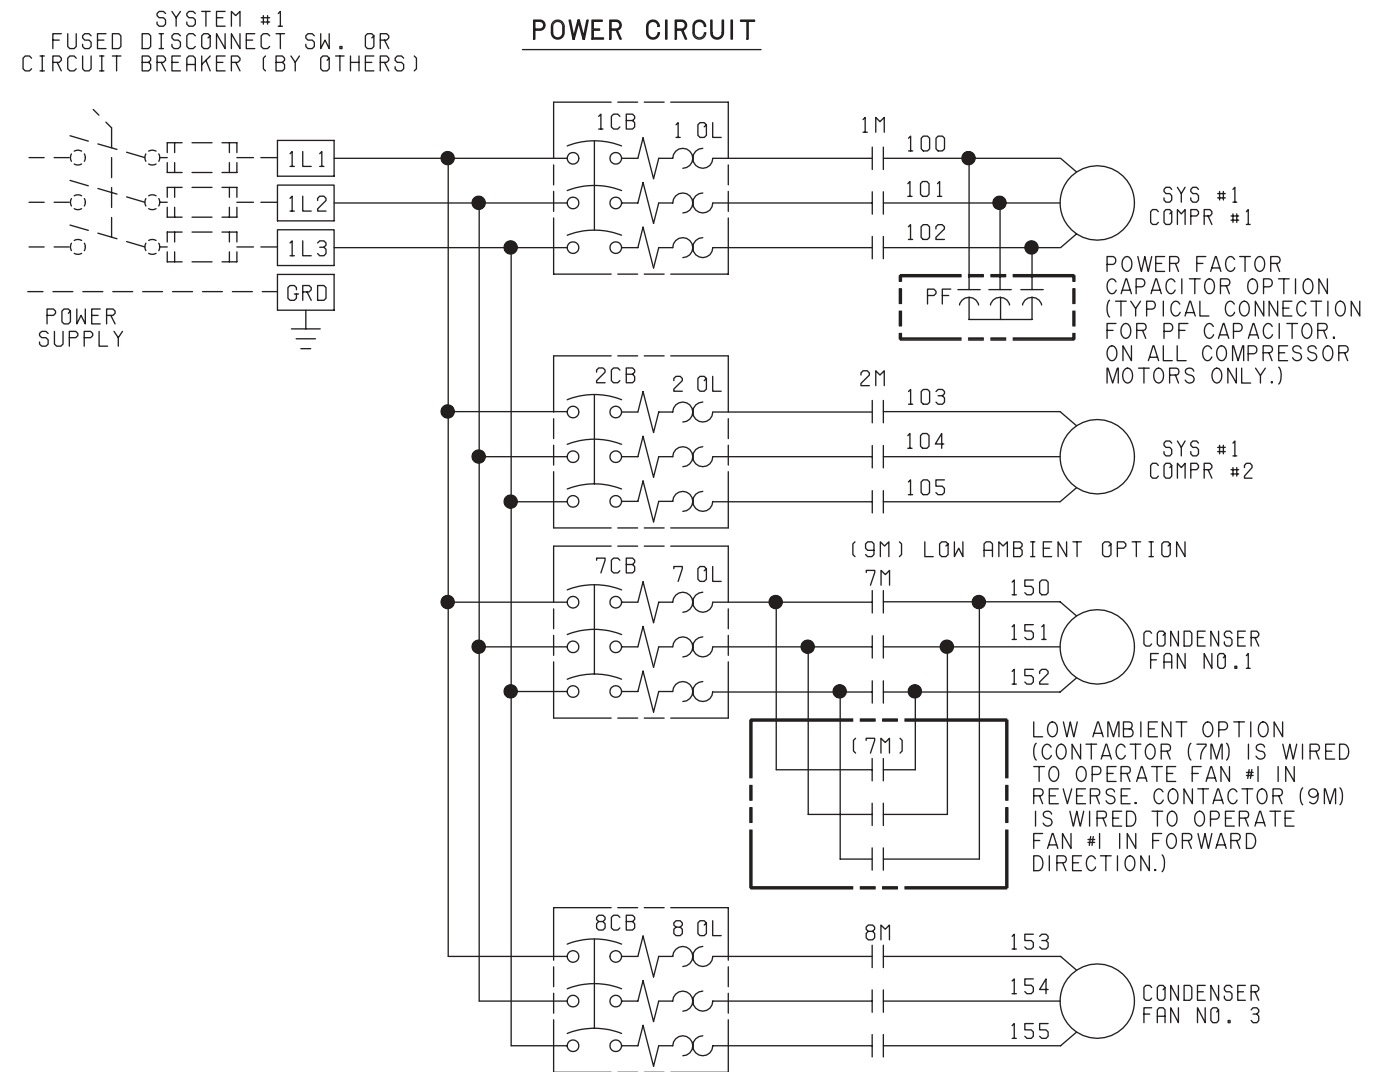 SYSTEM #1
FUSED DISCONNECT SW. OR
CIRCUIT BREAKER (BY OTHERS)
POWER CIRCUIT
1L1
1L2
1L3
GRD
POWER
SUPPLY
1CB
1 OL
1M
100
101
102
SYS #1
COMPR #1
PF
POWER FACTOR
CAPACITOR OPTION
(TYPICAL CONNECTION
FOR PF CAPACITOR.
ON ALL COMPRESSOR
MOTORS ONLY.)
2CB
2 OL
2M
103
104
105
SYS #1
COMPR #2
(9M) LOW AMBIENT OPTION
7CB
7 OL
7M
150
151
152
CONDENSER
FAN NO.1
(7M)
LOW AMBIENT OPTION
(CONTACTOR (7M) IS WIRED
TO OPERATE FAN #1 IN
REVERSE. CONTACTOR (9M)
IS WIRED TO OPERATE
FAN #1 IN FORWARD
DIRECTION.)
8CB
8 OL
8M
153
154
155
CONDENSER
FAN NO. 3